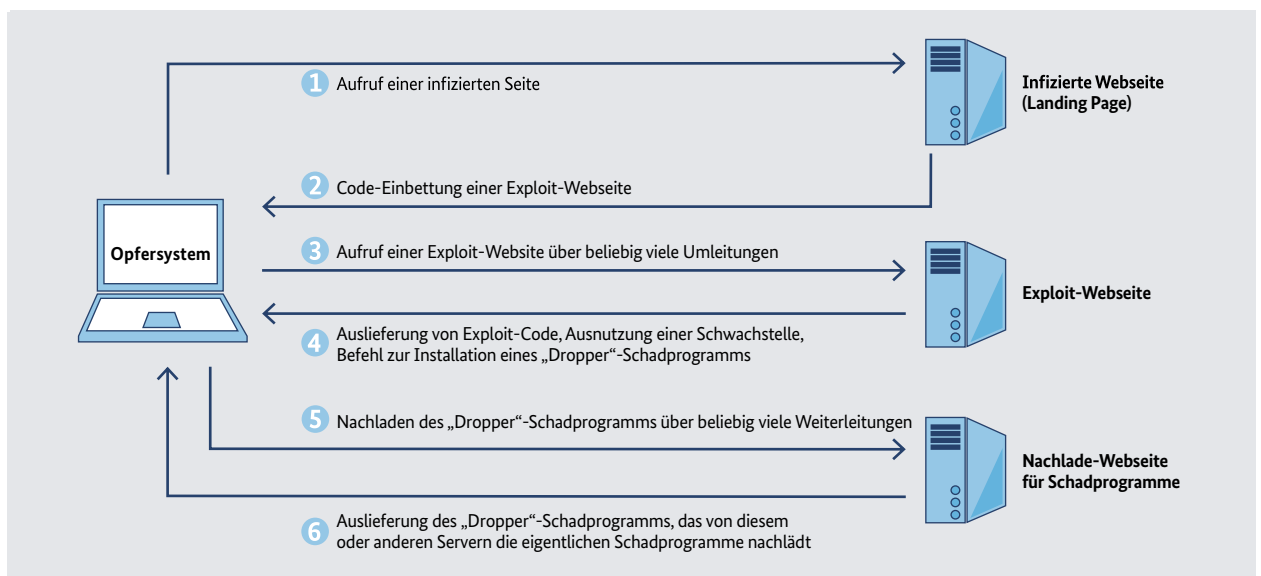 1 Aufruf einer infizierten Seite
Infizierte Webseite
(Landing Page)
2 Code-Einbettung einer Exploit-Webseite
Opfersystem
3 Aufruf einer Exploit-Website über beliebig viele Umleitungen
Exploit-Webseite
4 Auslieferung von Exploit-Code, Ausnutzung einer Schwachstelle,
Befehl zur Installation eines „Dropper“-Schadprogramms
5 Nachladen des „Dropper“-Schadprogramms über beliebig viele Weiterleitungen
Nachlade-Webseite
für Schadprogramme
6 Auslieferung des „Dropper“-Schadprogramms, das von diesem
oder anderen Servern die eigentlichen Schadprogramme nachlädt